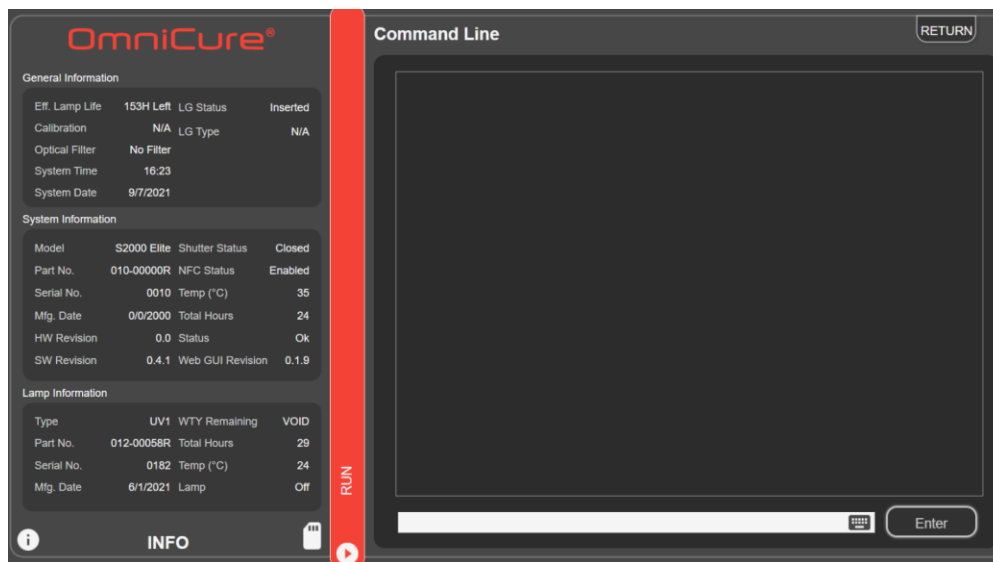 OmniCure®
General Information
Eff. Lamp Life 153H Left LG Status Inserted
Calibration N/A LG Type N/A
Optical Filter No Filter
System Time 16:23
System Date 9/7/2021
System Information
Model S2000 Elite Shutter Status Closed
Part No. 010-00000R NFC Status Enabled
Serial No. 0010 Temp (°C) 35
Mfg. Date 0/0/2000 Total Hours 24
HW Revision 0.0 Status Ok
SW Revision 0.4.1 Web GUI Revision 0.1.9
Lamp Information
Type UV1 WTY Remaining VOID
Part No. 012-00058R Total Hours 29
Serial No. 0182 Temp (°C) 24
Mfg. Date 6/1/2021 Lamp Off
INFO
RUN
Command Line
RETURN
Enter